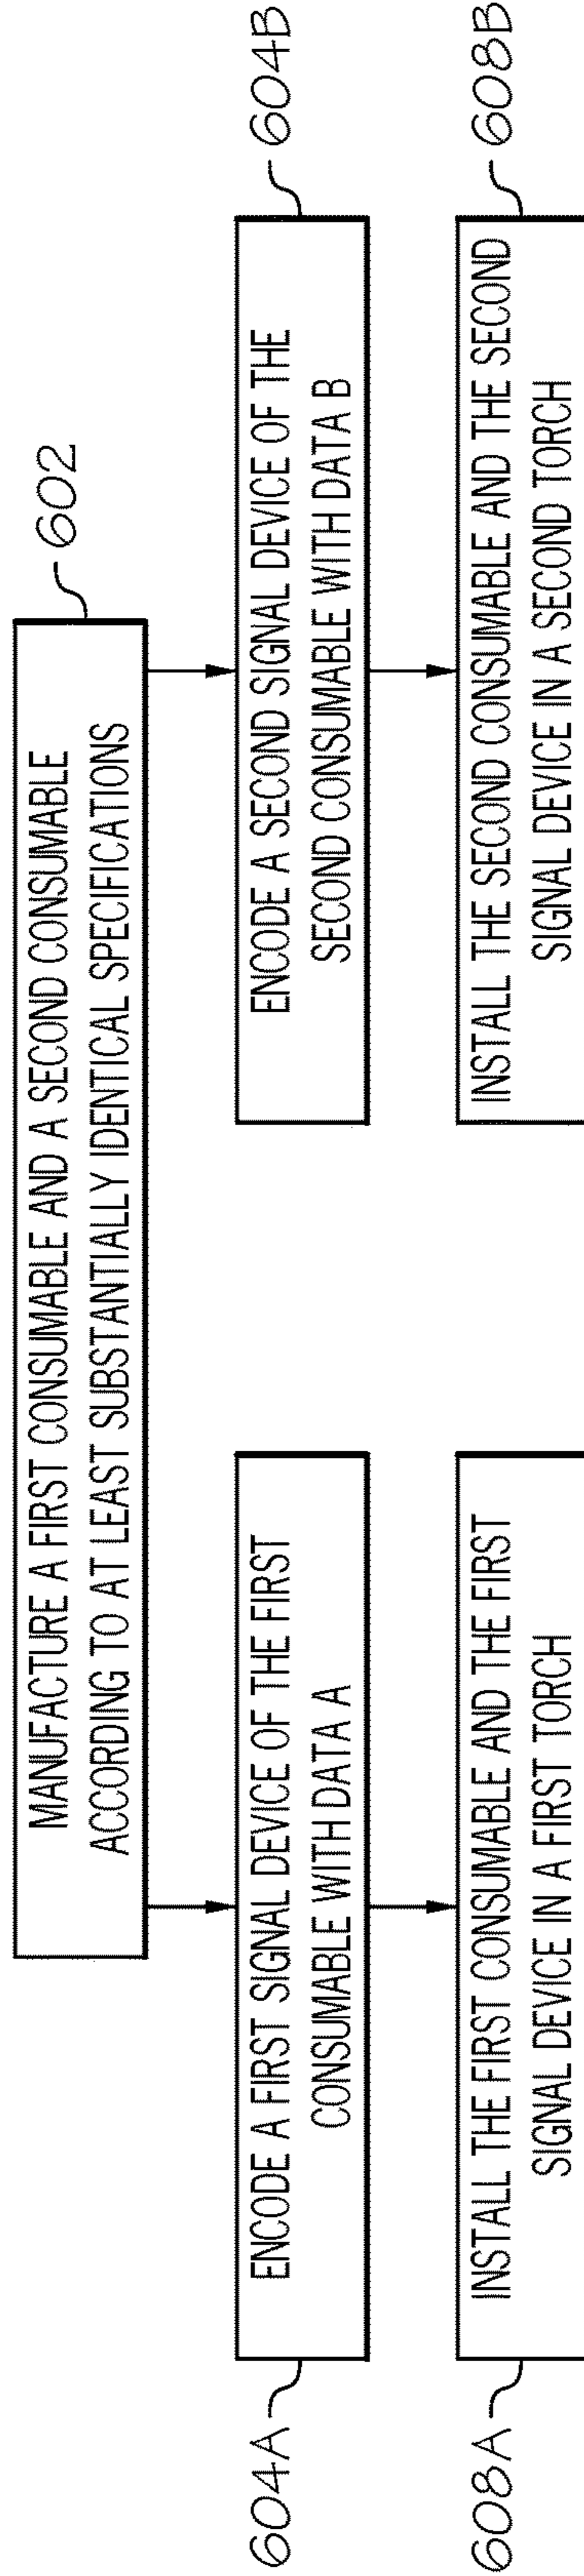 MANUFACTURE A FIRST CONSUMABLE AND A SECOND CONSUMABLE
ACCORDING TO AT LEAST SUBSTANTIALLY IDENTICAL SPECIFICATIONS
602
604A
ENCODE A FIRST SIGNAL DEVICE OF THE FIRST
CONSUMABLE WITH DATA A
ENCODE A SECOND SIGNAL DEVICE OF THE
SECOND CONSUMABLE WITH DATA B
604B
608A
INSTALL THE FIRST CONSUMABLE AND THE FIRST
SIGNAL DEVICE IN A FIRST TORCH
INSTALL THE SECOND CONSUMABLE AND THE SECOND
SIGNAL DEVICE IN A SECOND TORCH
608B